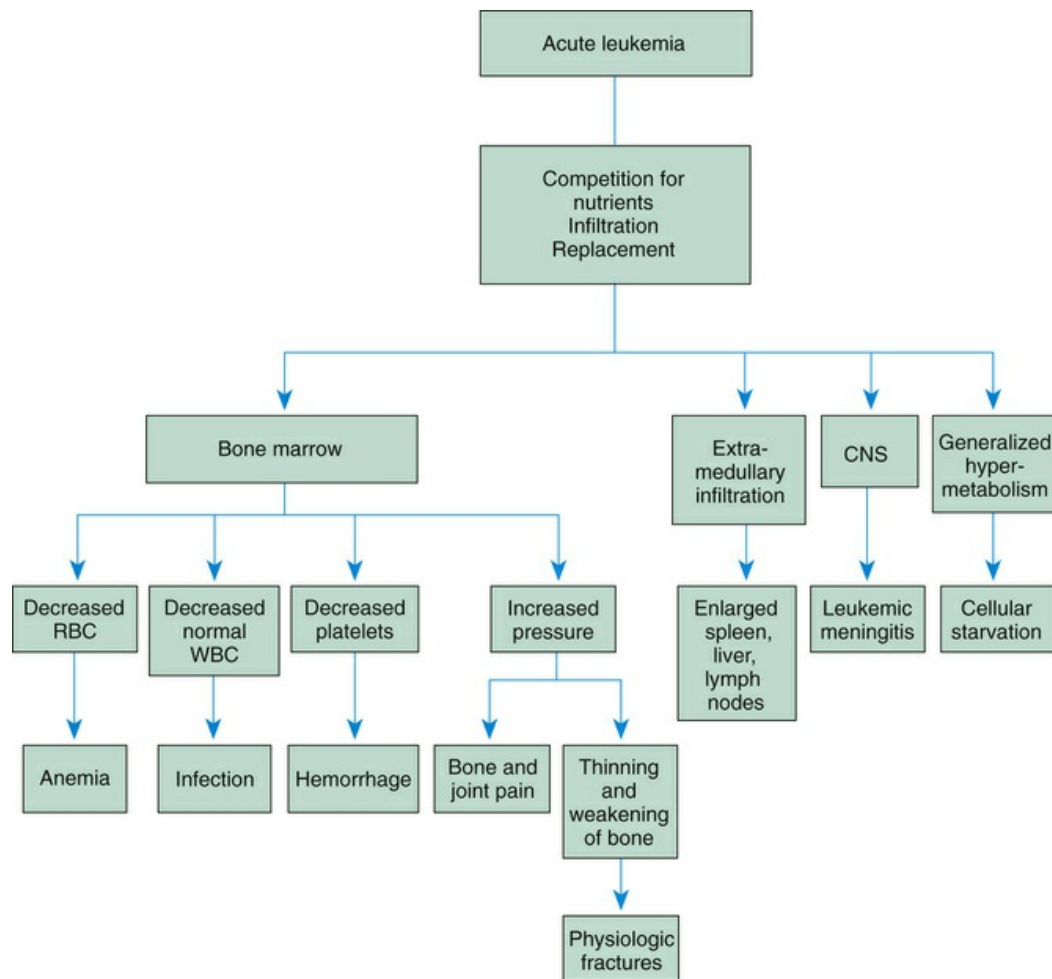 Acute leukemia
Competition for
nutrients
Infiltration
Replacement
Bone marrow
Extra-
medullary
infiltration
CNS
Generalized
hyper-
metabolism
Decreased
RBC
Decreased
normal
WBC
Decreased
platelets
Increased
pressure
Enlarged
spleen,
liver,
lymph
nodes
Leukemic
meningitis
Cellular
starvation
Anemia
Infection
Hemorrhage
Bone and
joint pain
Thinning
and
weakening
of bone
Physiologic
fractures